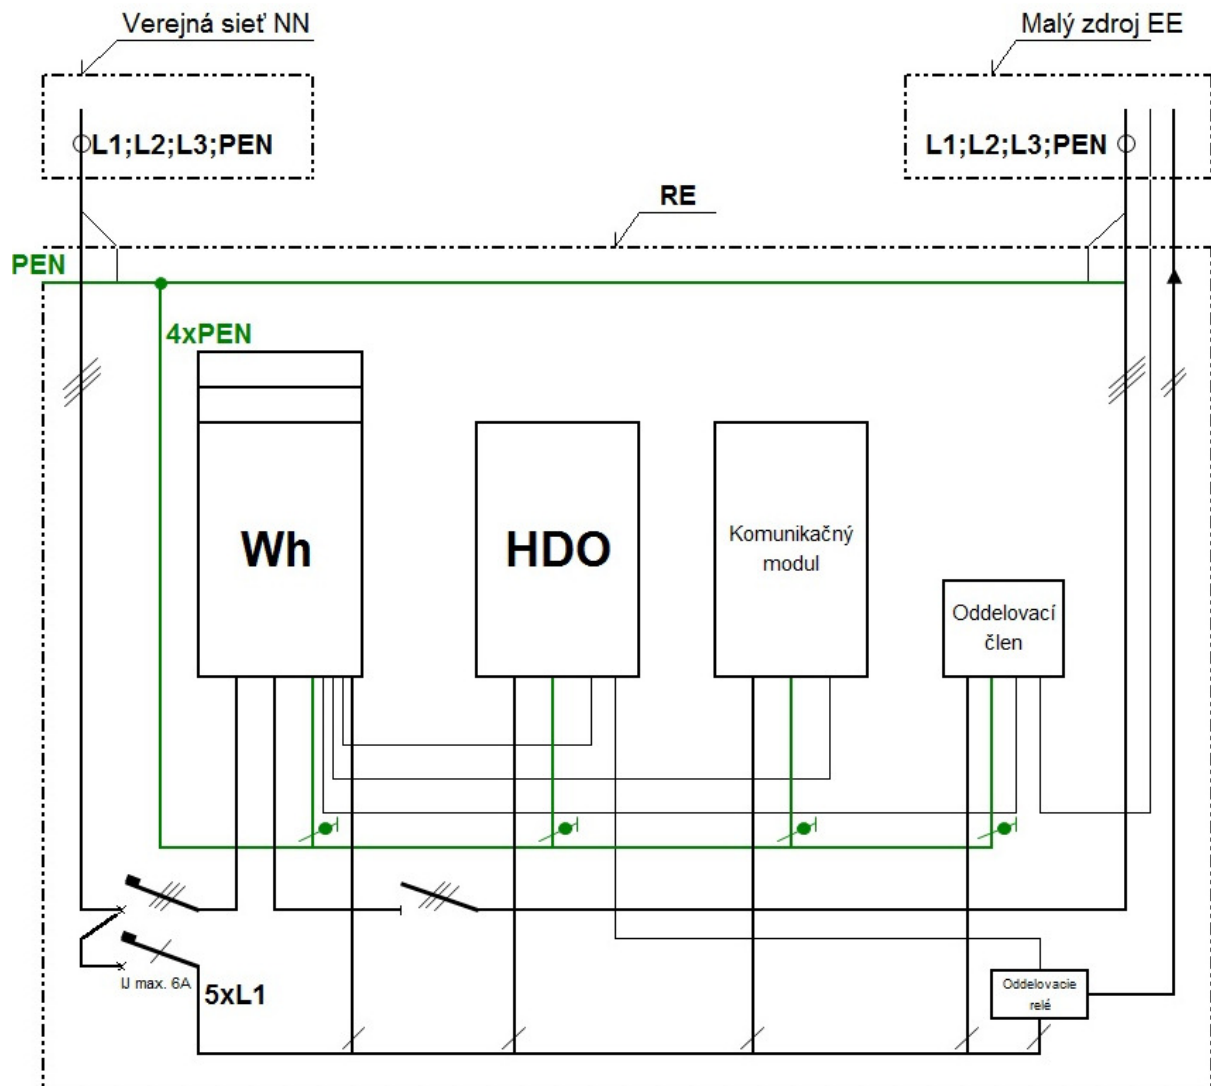 Verejná sieť NN
Malý zdroj EE
L1;L2;L3;PEN
L1;L2;L3;PEN
RE
PEN
4xPEN
Wh
HDO
Komunikačný
modul
Oddelovací
člen
IJ max. 6A
5xL1
Oddelovacie
relé